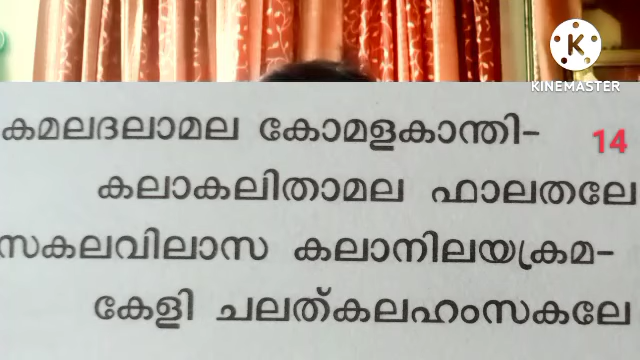 KINEMASTER
കമലദലാമല കോമളകാന്തി- 14
കലാകലിതാമല ഫാലതലേ
സകലവിലാസ കലാനിലയക്രമ-
കേളി ചലത്കലഹംസകലേ